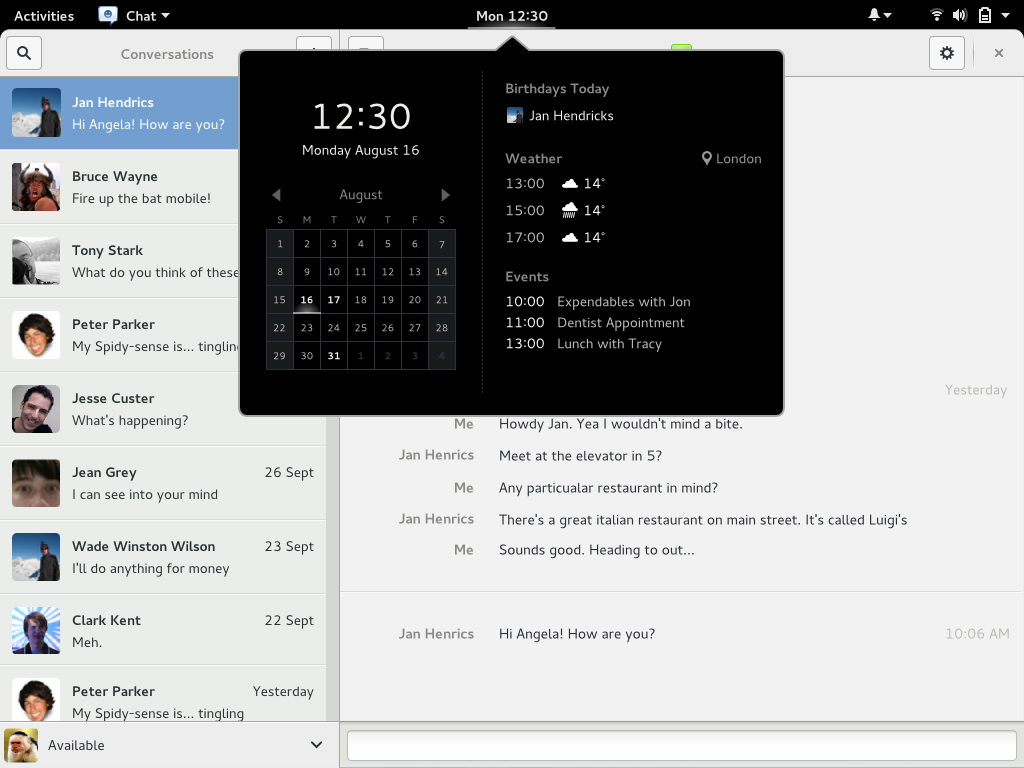 Activities
Chat
Mon 12:30
Conversations
Jan Hendrics
Hi Angela! How are you?
Bruce Wayne
Fire up the bat mobile!
Tony Stark
What do you think of these
Peter Parker
My Spidy-sense is... tingling
Jesse Custer
What's happening?
Jean Grey 26 Sept
I can see into your mind
Wade Winston Wilson 23 Sept
I'll do anything for money
Clark Kent 22 Sept
Meh.
Peter Parker Yesterday
My Spidy-sense is... tingling
Available
12:30
Monday August 16
August
S M T W T F S
1 2 3 4 5 6 7
8 9 10 11 12 13 14
15 16 17 18 19 20 21
22 23 24 25 26 27 28
29 30 31 1 2 3 4
Birthdays Today
Jan Hendricks
Weather London
13:00 14°
15:00 14°
17:00 14°
Events
10:00 Expendables with Jon
11:00 Dentist Appointment
13:00 Lunch with Tracy
Yesterday
Me Howdy Jan. Yea I wouldn't mind a bite.
Jan Henrics Meet at the elevator in 5?
Me Any particualar restaurant in mind?
Jan Henrics There's a great italian restaurant on main street. It's called Luigi's
Me Sounds good. Heading to out...
Jan Henrics Hi Angela! How are you? 10:06 AM